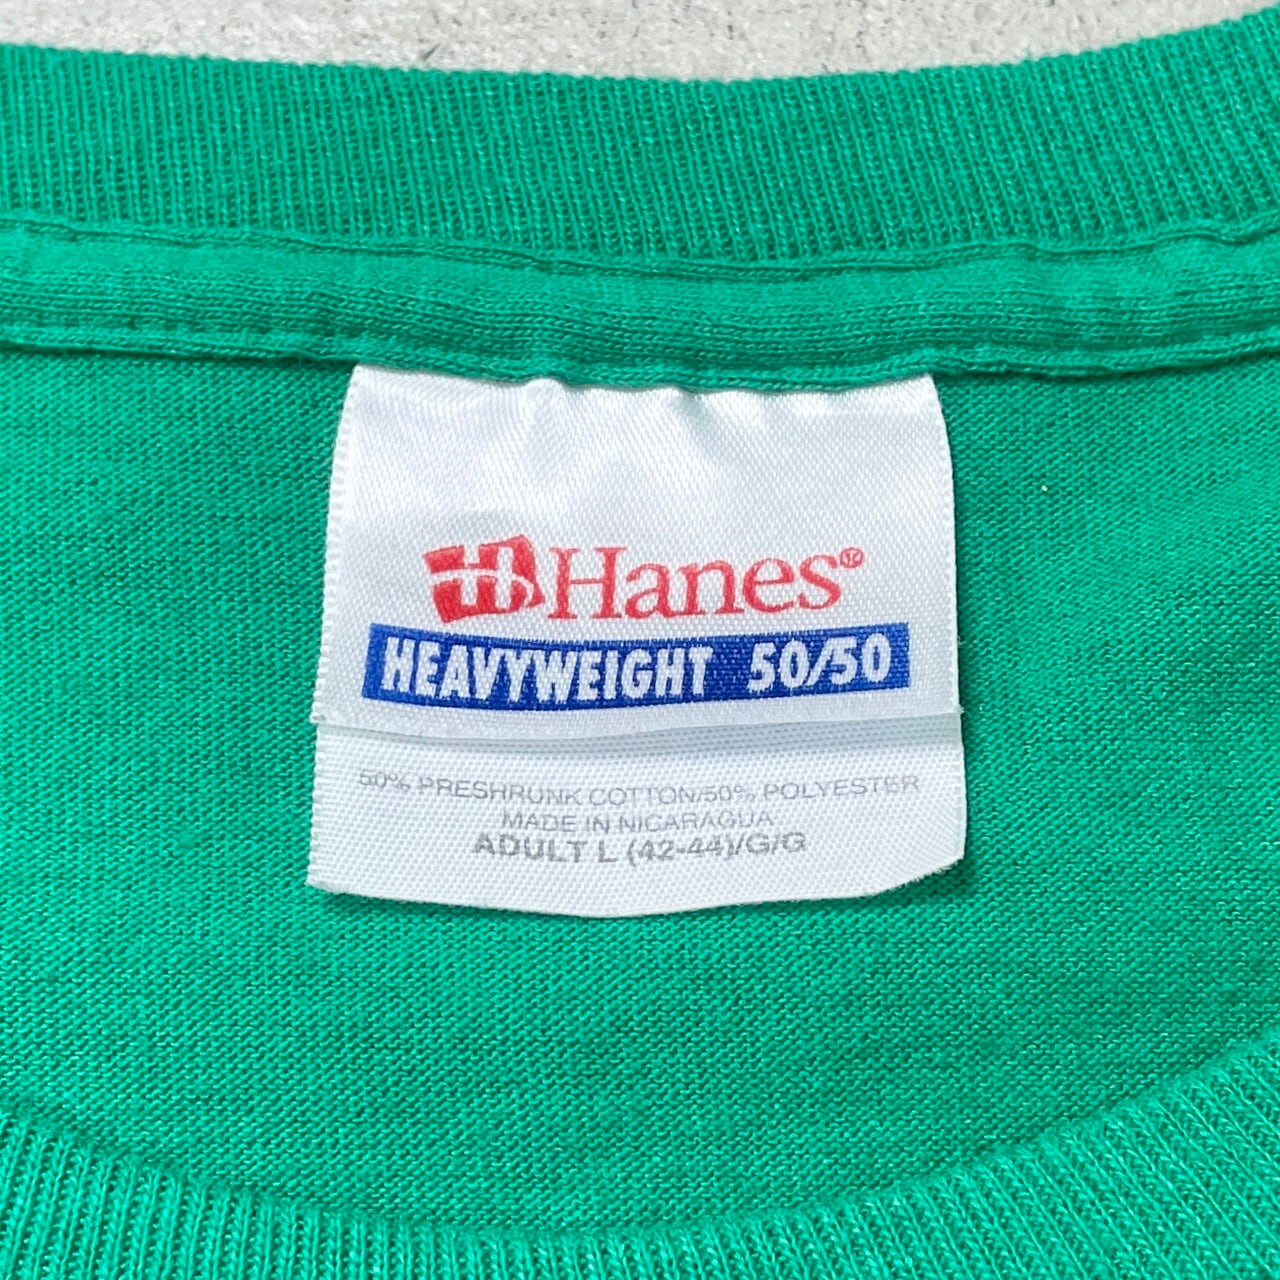 Hanes®
HEAVYWEIGHT 50/50
50% PRESHRUNK COTTON/50% POLYESTER
MADE IN NICARAGUA
ADULT L (42-44)/G/G